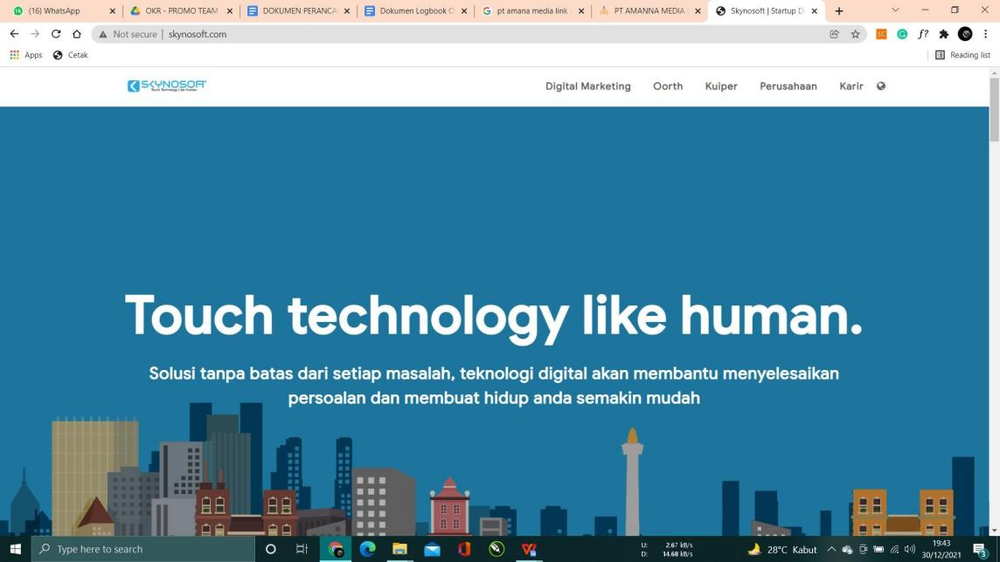 (16) WhatsApp
OKR - PROMO TEAM
DOKUMEN PERANCA
Dokumen Logbook O
pt amana media link -
PT AMANNA MEDIA L
Skynosoft | Startup Di
Not secure | skynosoft.com
SC
f?
Apps
Cetak
Reading list
SKYNOSOFT
Touch Technology Like Human.
Digital Marketing
Oorth
Kuiper
Perusahaan
Karir
Touch technology like human.
Solusi tanpa batas dari setiap masalah, teknologi digital akan membantu menyelesaikan
persoalan dan membuat hidup anda semakin mudah
Type here to search
U: 2.67 kB/s
D: 14.68 kB/s
28°C Kabut
19:43
30/12/2021
3